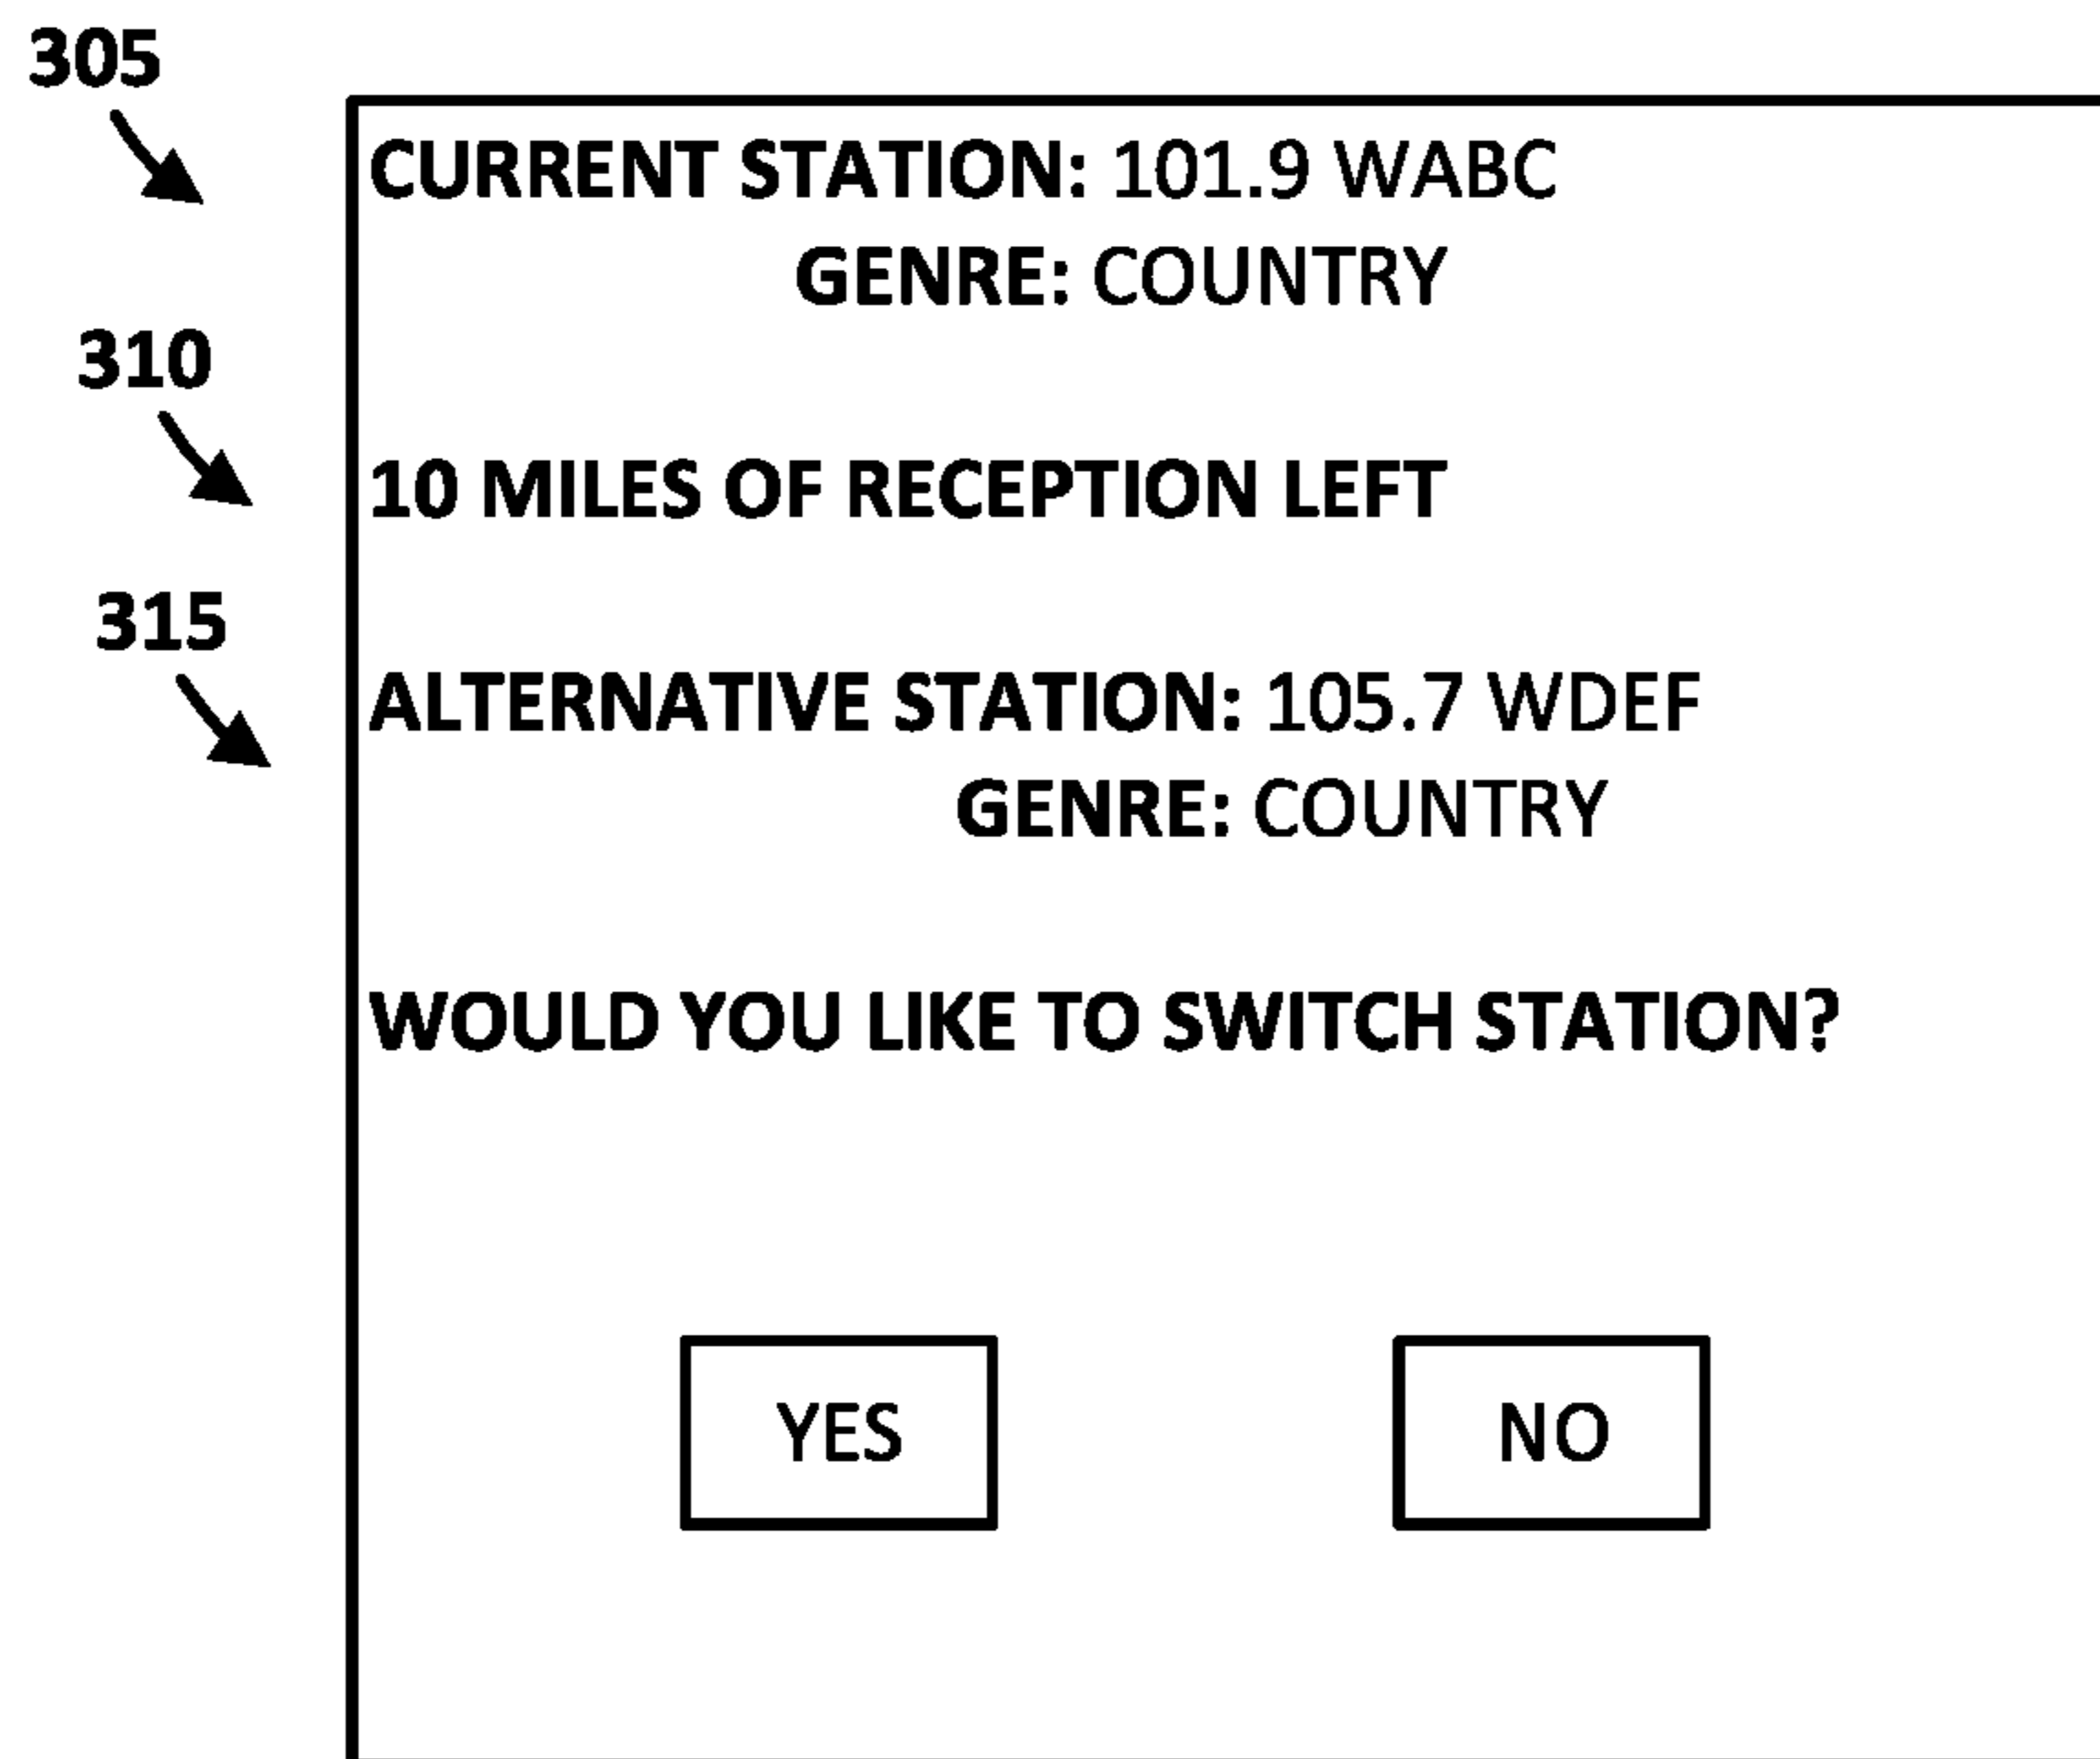 305
CURRENT STATION: 101.9 WABC
GENRE: COUNTRY
310
10 MILES OF RECEPTION LEFT
315
ALTERNATIVE STATION: 105.7 WDEF
GENRE: COUNTRY
WOULD YOU LIKE TO SWITCH STATION?
YES
NO